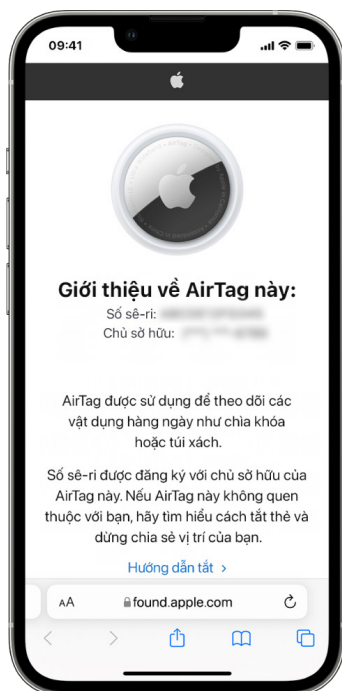 09:41
Giới thiệu về AirTag này:
Số sê-ri:
Chủ sở hữu:
AirTag được sử dụng để theo dõi các
vật dụng hàng ngày như chìa khóa
hoặc túi xách.
Số sê-ri được đăng ký với chủ sở hữu của
AirTag này. Nếu AirTag này không quen
thuộc với bạn, hãy tìm hiểu cách tắt thẻ và
dừng chia sẻ vị trí của bạn.
Hướng dẫn tắt >
AA found.apple.com